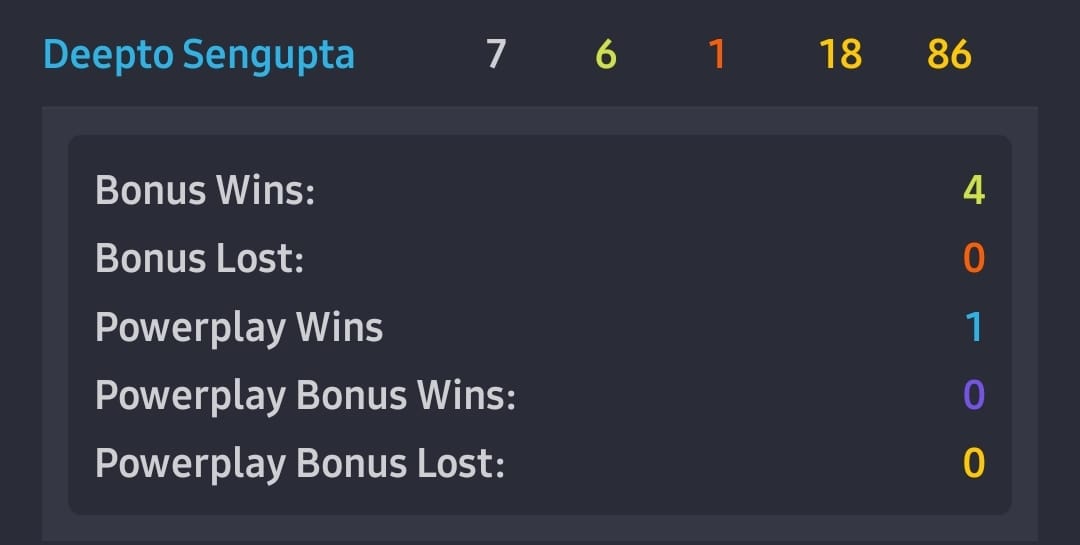 Deepto Sengupta 7 6 1 18 86
Bonus Wins: 4
Bonus Lost: 0
Powerplay Wins 1
Powerplay Bonus Wins: 0
Powerplay Bonus Lost: 0